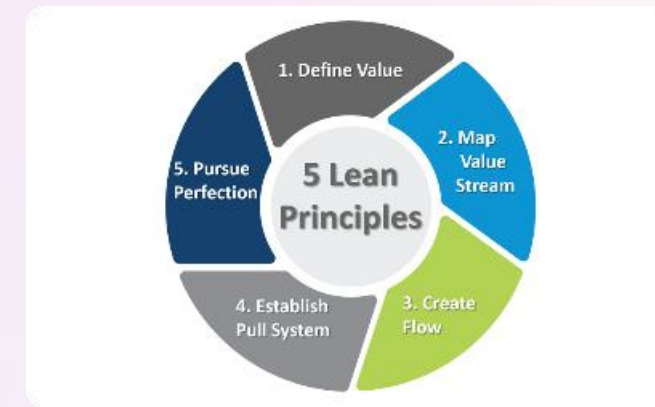 1. Define Value
2. Map
Value
Stream
3. Create
Flow
4. Establish
Pull System
5. Pursue
Perfection
5 Lean
Principles